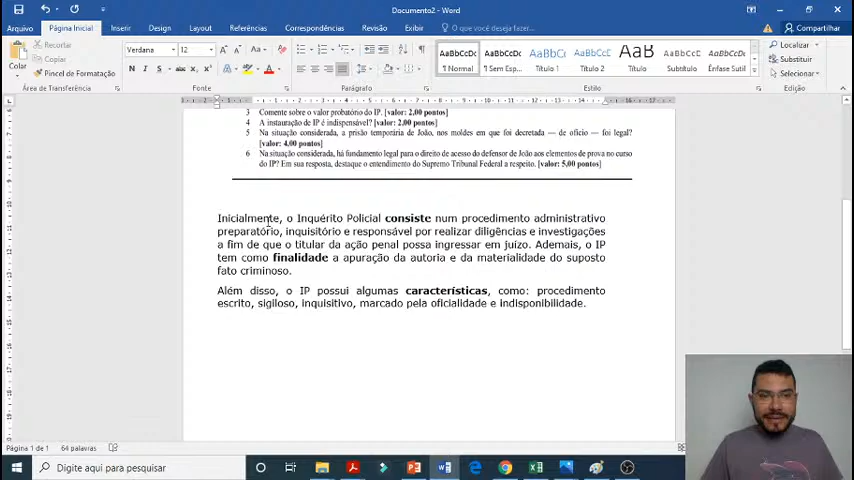 Documento2 - Word
Entrar
Arquivo Página Inicial Inserir Design Layout Referências Correspondências Revisão Exibir O que você deseja fazer... Compartilhar
Colar
Recortar
Copiar
Pincel de Formatação
Verdana 12
N I S
AaBbCcDc AaBbCcDc AaBbCc AaBbCcD AaB AaBbCcD AaBbCcDc
¶ Normal ¶ Sem Esp... Título 1 Título 2 Título Subtítulo Ênfase Sutil
Localizar
Substituir
Selecionar
Área de Transferência Fonte Parágrafo Estilo Edição
3 Comente sobre o valor probatório do IP. [valor: 2,00 pontos]
4 A instauração de IP é indispensável? [valor: 2,00 pontos]
5 Na situação considerada, a prisão temporária de João, nos moldes em que foi decretada — de ofício — foi legal?
[valor: 4,00 pontos]
6 Na situação considerada, há fundamento legal para o direito de acesso do defensor de João aos elementos de prova no curso
do IP? Em sua resposta, destaque o entendimento do Supremo Tribunal Federal a respeito. [valor: 5,00 pontos]
Inicialmente, o Inquérito Policial consiste num procedimento administrativo
preparatório, inquisitório e responsável por realizar diligências e investigações
a fim de que o titular da ação penal possa ingressar em juízo. Ademais, o IP
tem como finalidade a apuração da autoria e da materialidade do suposto
fato criminoso.
Além disso, o IP possui algumas características, como: procedimento
escrito, sigiloso, inquisitivo, marcado pela oficialidade e indisponibilidade.
Página 1 de 1 64 palavras
Digite aqui para pesquisar